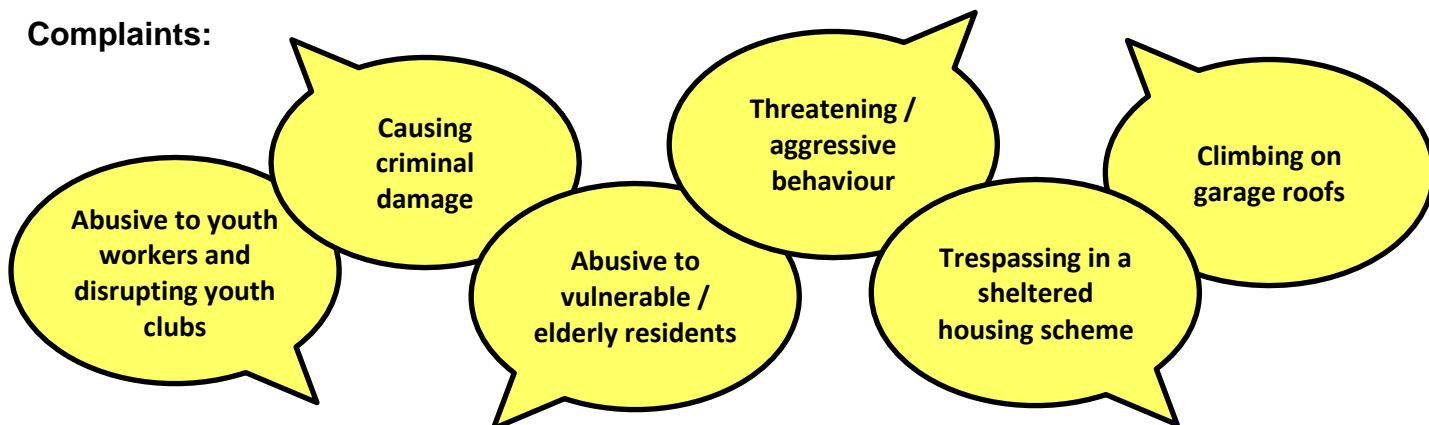 Complaints:
Abusive to youth
workers and
disrupting youth
clubs
Causing
criminal
damage
Abusive to
vulnerable /
elderly residents
Threatening /
aggressive
behaviour
Trespassing in a
sheltered
housing scheme
Climbing on
garage roofs